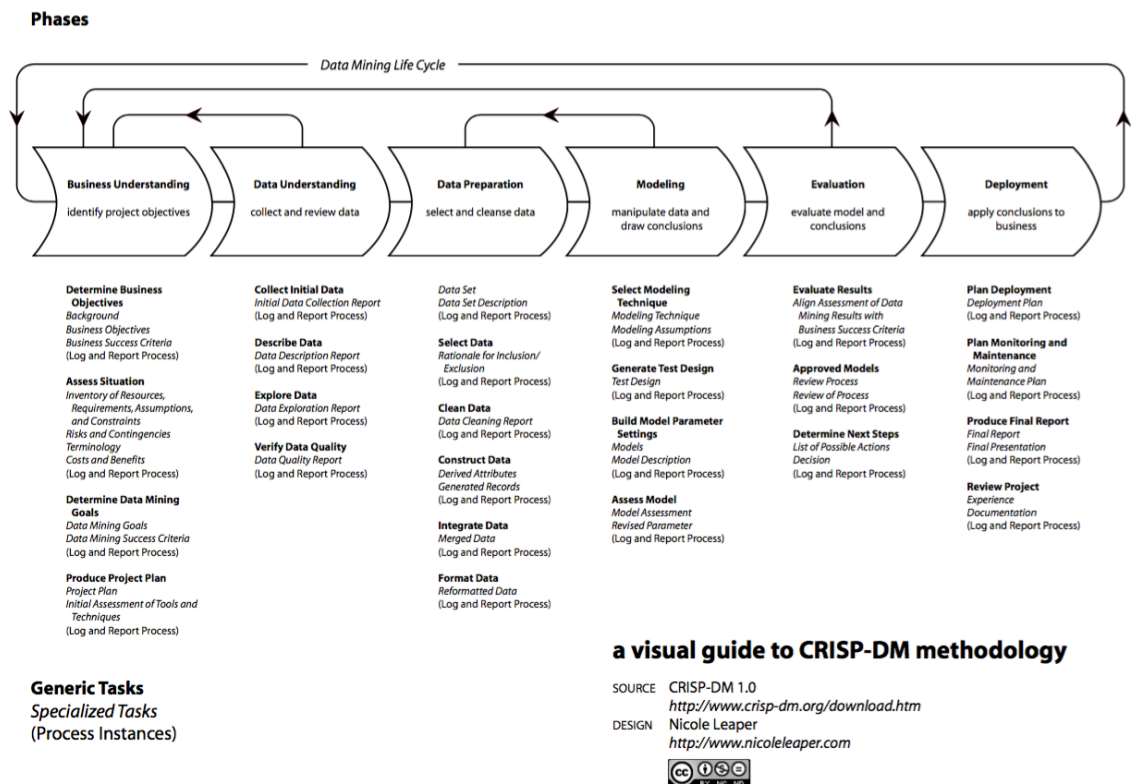 Phases
Data Mining Life Cycle
Business Understanding
identify project objectives
Data Understanding
collect and review data
Data Preparation
select and cleanse data
Modeling
manipulate data and
draw conclusions
Evaluation
evaluate model and
conclusions
Deployment
apply conclusions to
business
Determine Business
Objectives
Background
Business Objectives
Business Success Criteria
(Log and Report Process)
Assess Situation
Inventory of Resources,
Requirements, Assumptions,
and Constraints
Risks and Contingencies
Terminology
Costs and Benefits
(Log and Report Process)
Determine Data Mining
Goals
Data Mining Goals
Data Mining Success Criteria
(Log and Report Process)
Produce Project Plan
Project Plan
Initial Assessment of Tools and
Techniques
(Log and Report Process)
Collect Initial Data
Initial Data Collection Report
(Log and Report Process)
Describe Data
Data Description Report
(Log and Report Process)
Explore Data
Data Exploration Report
(Log and Report Process)
Verify Data Quality
Data Quality Report
(Log and Report Process)
Data Set
Data Set Description
(Log and Report Process)
Select Data
Rationale for Inclusion/
Exclusion
(Log and Report Process)
Clean Data
Data Cleaning Report
(Log and Report Process)
Construct Data
Derived Attributes
Generated Records
(Log and Report Process)
Integrate Data
Merged Data
(Log and Report Process)
Format Data
Reformatted Data
(Log and Report Process)
Select Modeling
Technique
Modeling Technique
Modeling Assumptions
(Log and Report Process)
Generate Test Design
Test Design
(Log and Report Process)
Build Model Parameter
Settings
Models
Model Description
(Log and Report Process)
Assess Model
Model Assessment
Revised Parameter
(Log and Report Process)
Evaluate Results
Align Assessment of Data
Mining Results with
Business Success Criteria
(Log and Report Process)
Approved Models
Review Process
Review of Process
(Log and Report Process)
Determine Next Steps
List of Possible Actions
Decision
(Log and Report Process)
Plan Deployment
Deployment Plan
(Log and Report Process)
Plan Monitoring and
Maintenance
Monitoring and
Maintenance Plan
(Log and Report Process)
Produce Final Report
Final Report
Final Presentation
(Log and Report Process)
Review Project
Experience
Documentation
(Log and Report Process)
Generic Tasks
Specialized Tasks
(Process Instances)
a visual guide to CRISP-DM methodology
SOURCE CRISP-DM 1.0
http://www.crisp-dm.org/download.htm
DESIGN Nicole Leaper
http://www.nicoleleaper.com
cc
BY NC ND